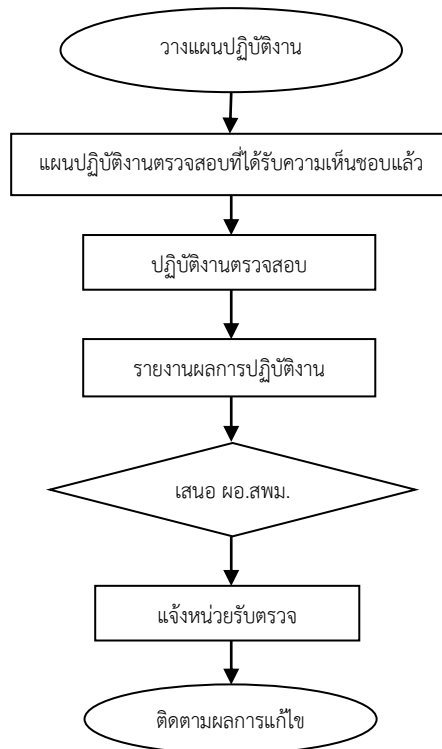 วางแผนปฏิบัติงาน
แผนปฏิบัติงานตรวจสอบที่ได้รับความเห็นชอบแล้ว
ปฏิบัติงานตรวจสอบ
รายงานผลการปฏิบัติงาน
เสนอ ผอ.สพม.
แจ้งหน่วยรับตรวจ
ติดตามผลการแก้ไข